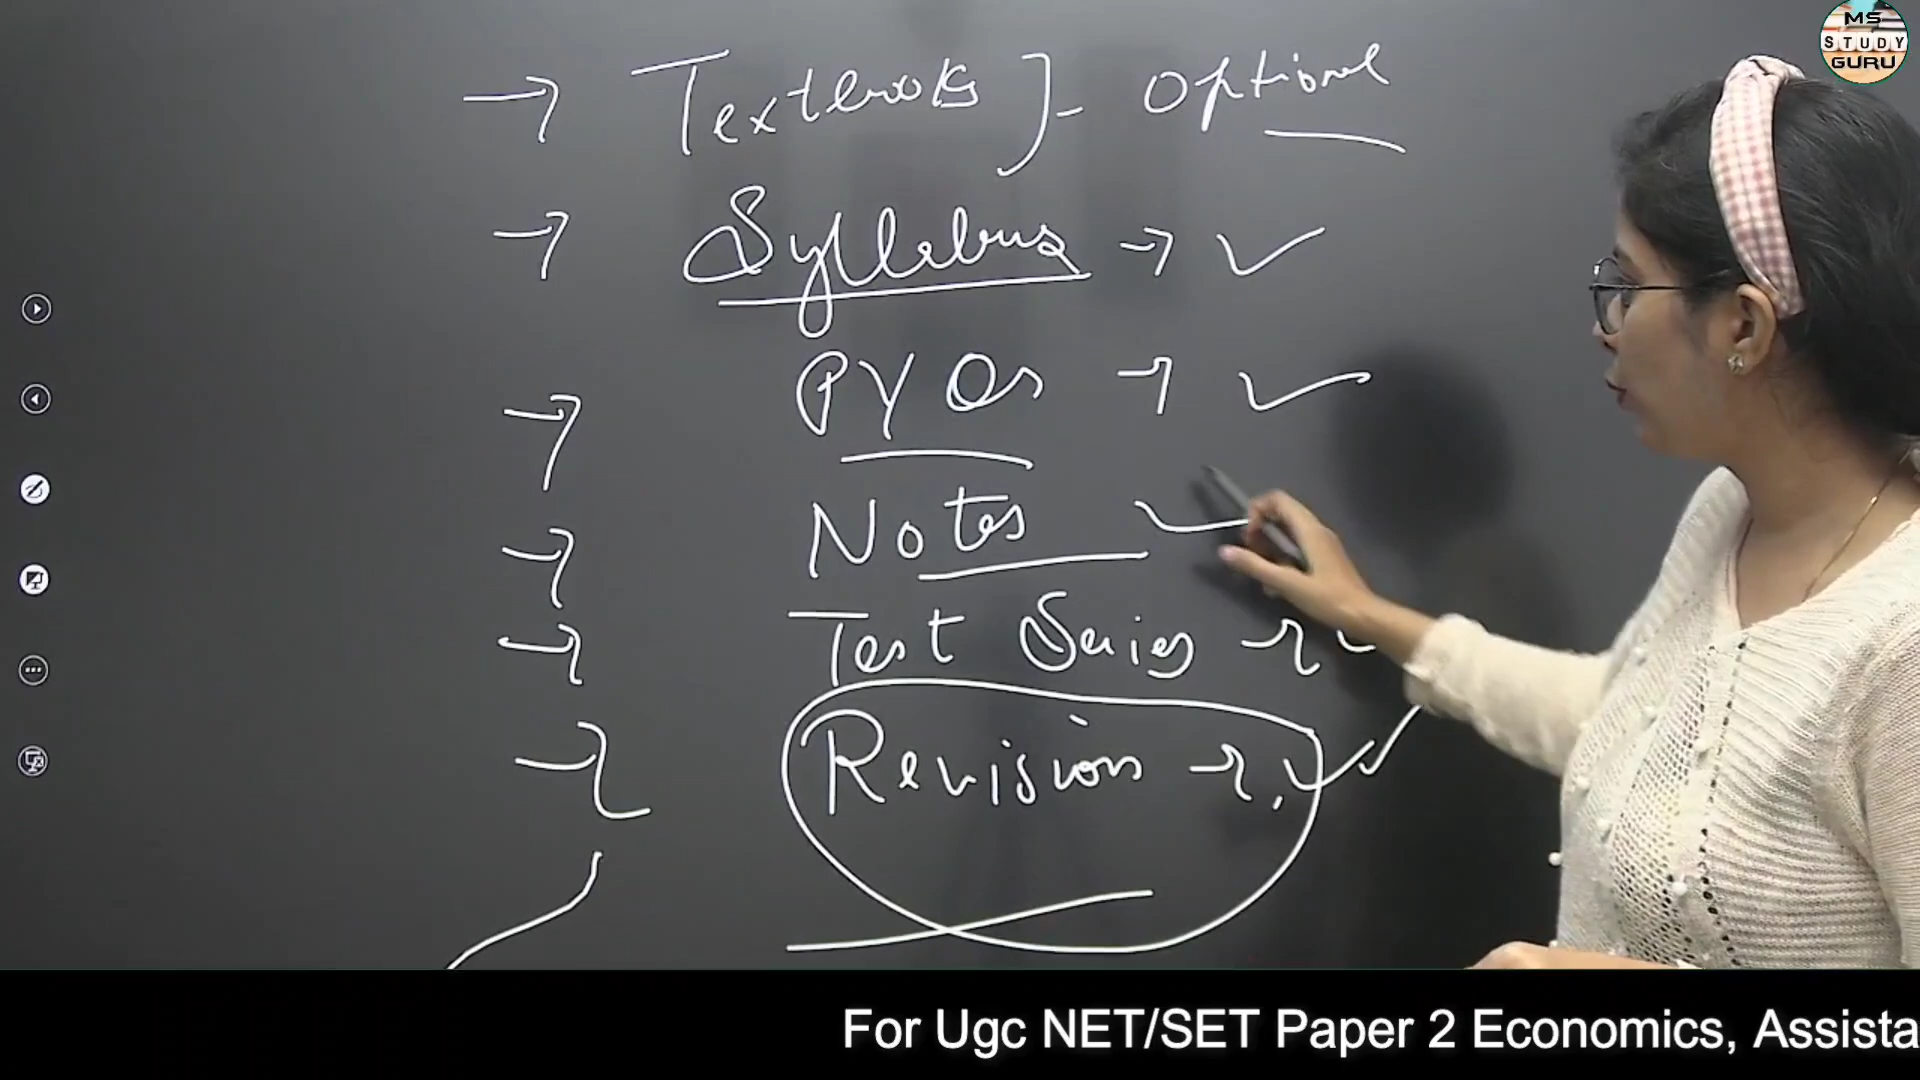 MS
STUDY
GURU
→ Textbooks ] - Optional
→ Syllabus → ✓
→ PYQs → ✓
→ Notes ✓
→ Test Series → ✓
→ Revision → ✓✓
For Ugc NET/SET Paper 2 Economics, Assista